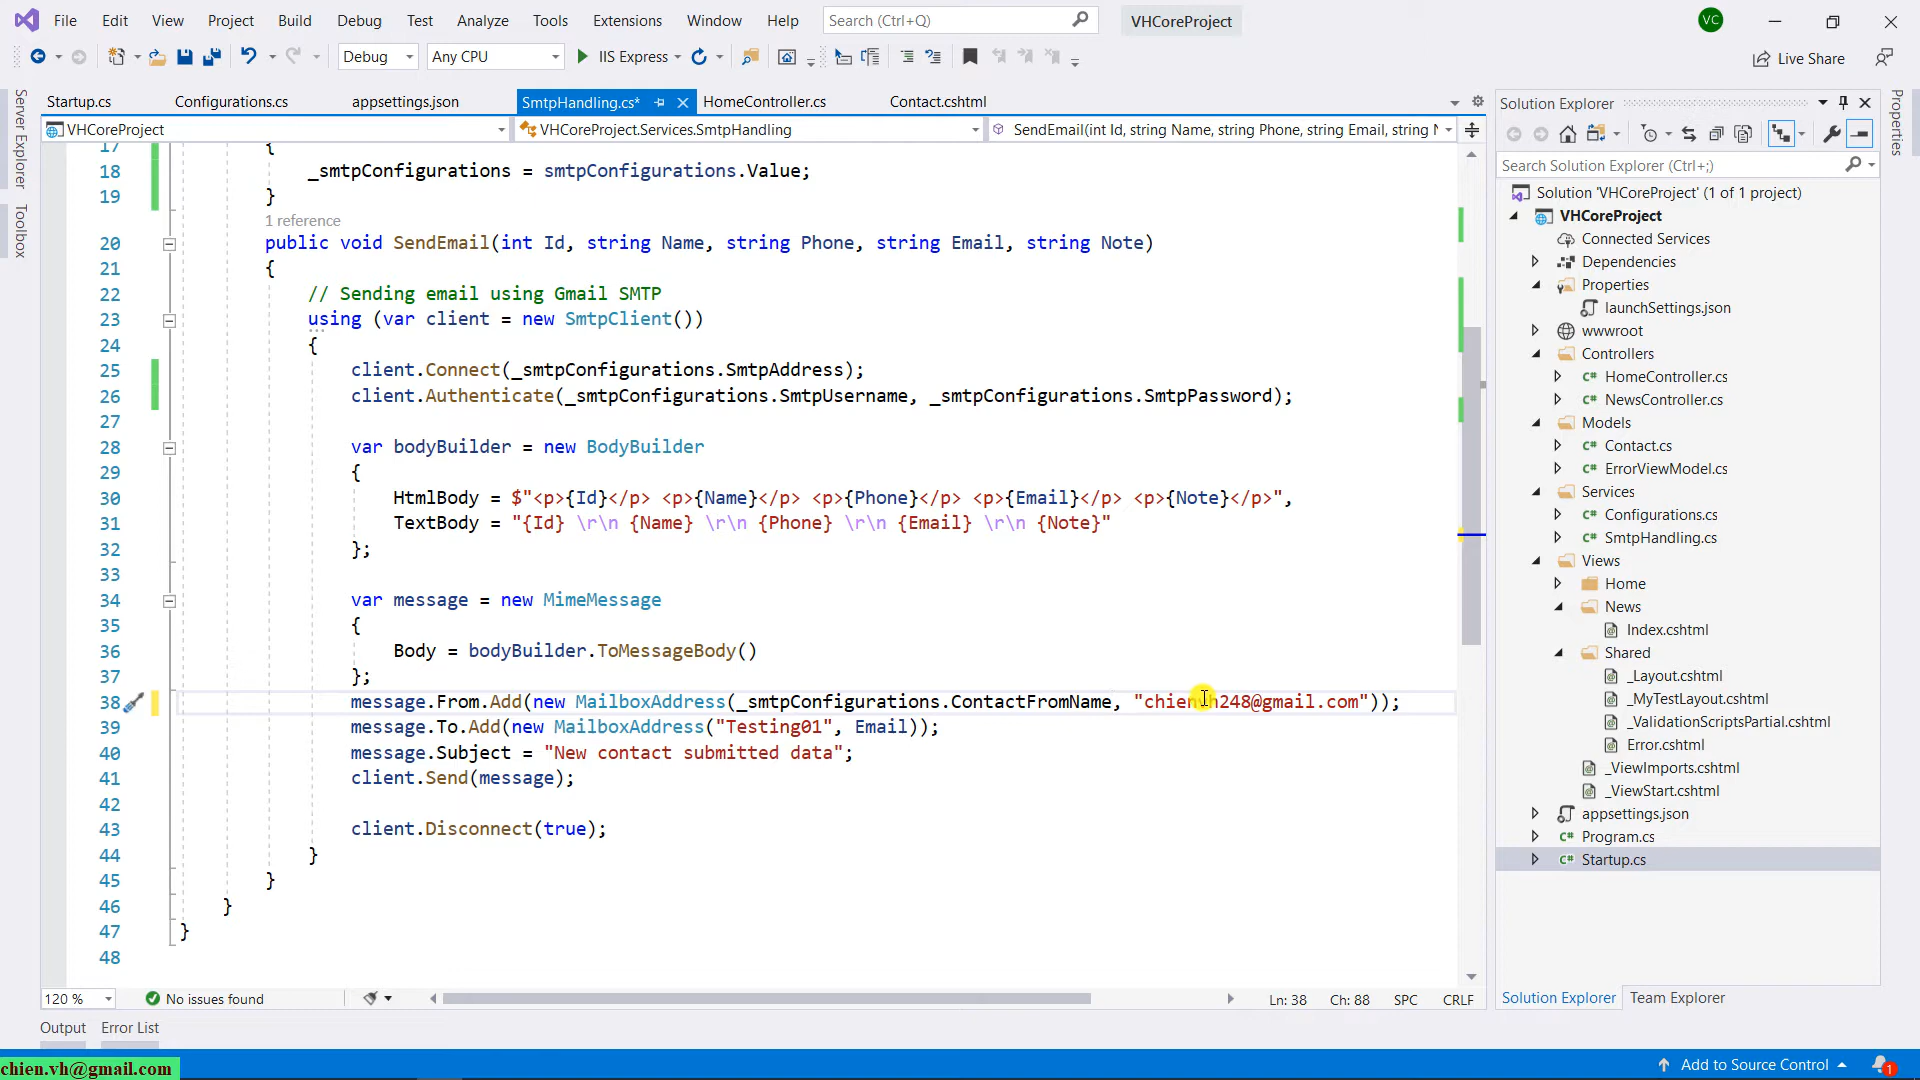 File Edit View Project Build Debug Test Analyze Tools Extensions Window Help Search (Ctrl+Q) VHCoreProject VC
Debug Any CPU IIS Express Live Share
Startup.cs Configurations.cs appsettings.json SmtpHandling.cs* HomeController.cs Contact.cshtml
VHCoreProject VHCoreProject.Services.SmtpHandling SendEmail(int Id, string Name, string Phone, string Email, string N
17 {
18 _smtpConfigurations = smtpConfigurations.Value;
19 }
1 reference
20 public void SendEmail(int Id, string Name, string Phone, string Email, string Note)
21 {
22 // Sending email using Gmail SMTP
23 using (var client = new SmtpClient())
24 {
25 client.Connect(_smtpConfigurations.SmtpAddress);
26 client.Authenticate(_smtpConfigurations.SmtpUsername, _smtpConfigurations.SmtpPassword);
27
28 var bodyBuilder = new BodyBuilder
29 {
30 HtmlBody = $"<p>{Id}</p> <p>{Name}</p> <p>{Phone}</p> <p>{Email}</p> <p>{Note}</p>",
31 TextBody = "{Id} \r\n {Name} \r\n {Phone} \r\n {Email} \r\n {Note}"
32 };
33
34 var message = new MimeMessage
35 {
36 Body = bodyBuilder.ToMessageBody()
37 };
38 message.From.Add(new MailboxAddress(_smtpConfigurations.ContactFromName, "chienvh248@gmail.com"));
39 message.To.Add(new MailboxAddress("Testing01", Email));
40 message.Subject = "New contact submitted data";
41 client.Send(message);
42
43 client.Disconnect(true);
44 }
45 }
46 }
47 }
48
120 % No issues found Ln: 38 Ch: 88 SPC CRLF
Output Error List
Server Explorer
Toolbox
Solution Explorer
Search Solution Explorer (Ctrl+;)
Solution 'VHCoreProject' (1 of 1 project)
VHCoreProject
Connected Services
Dependencies
Properties
launchSettings.json
wwwroot
Controllers
HomeController.cs
NewsController.cs
Models
Contact.cs
ErrorViewModel.cs
Services
Configurations.cs
SmtpHandling.cs
Views
Home
News
Index.cshtml
Shared
_Layout.cshtml
_MyTestLayout.cshtml
_ValidationScriptsPartial.cshtml
Error.cshtml
_ViewImports.cshtml
_ViewStart.cshtml
appsettings.json
Program.cs
Startup.cs
Solution Explorer Team Explorer
Properties
chien.vh@gmail.com
Add to Source Control 1